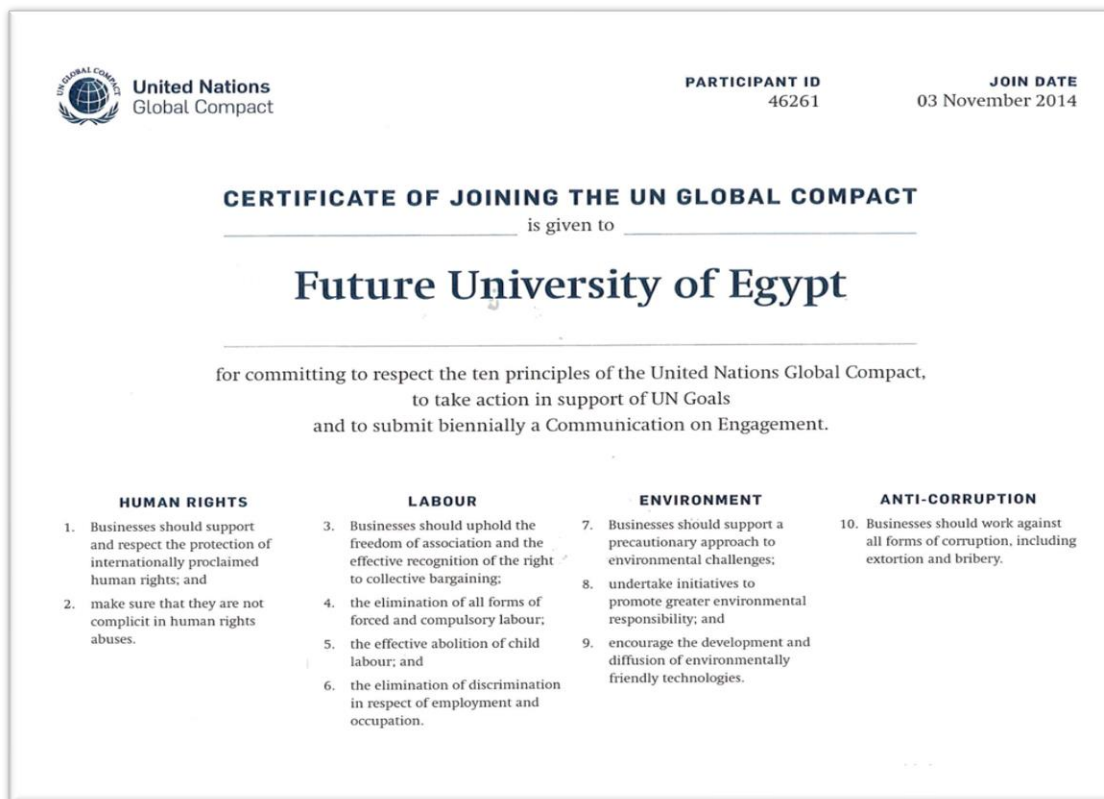 UN GLOBAL COMPACT
United Nations
Global Compact
PARTICIPANT ID
46261
JOIN DATE
03 November 2014
CERTIFICATE OF JOINING THE UN GLOBAL COMPACT
is given to
Future University of Egypt
for committing to respect the ten principles of the United Nations Global Compact,
to take action in support of UN Goals
and to submit biennially a Communication on Engagement.
HUMAN RIGHTS
1. Businesses should support
and respect the protection of
internationally proclaimed
human rights; and
2. make sure that they are not
complicit in human rights
abuses.
LABOUR
3. Businesses should uphold the
freedom of association and the
effective recognition of the right
to collective bargaining;
4. the elimination of all forms of
forced and compulsory labour;
5. the effective abolition of child
labour; and
6. the elimination of discrimination
in respect of employment and
occupation.
ENVIRONMENT
7. Businesses should support a
precautionary approach to
environmental challenges;
8. undertake initiatives to
promote greater environmental
responsibility; and
9. encourage the development and
diffusion of environmentally
friendly technologies.
ANTI-CORRUPTION
10. Businesses should work against
all forms of corruption, including
extortion and bribery.